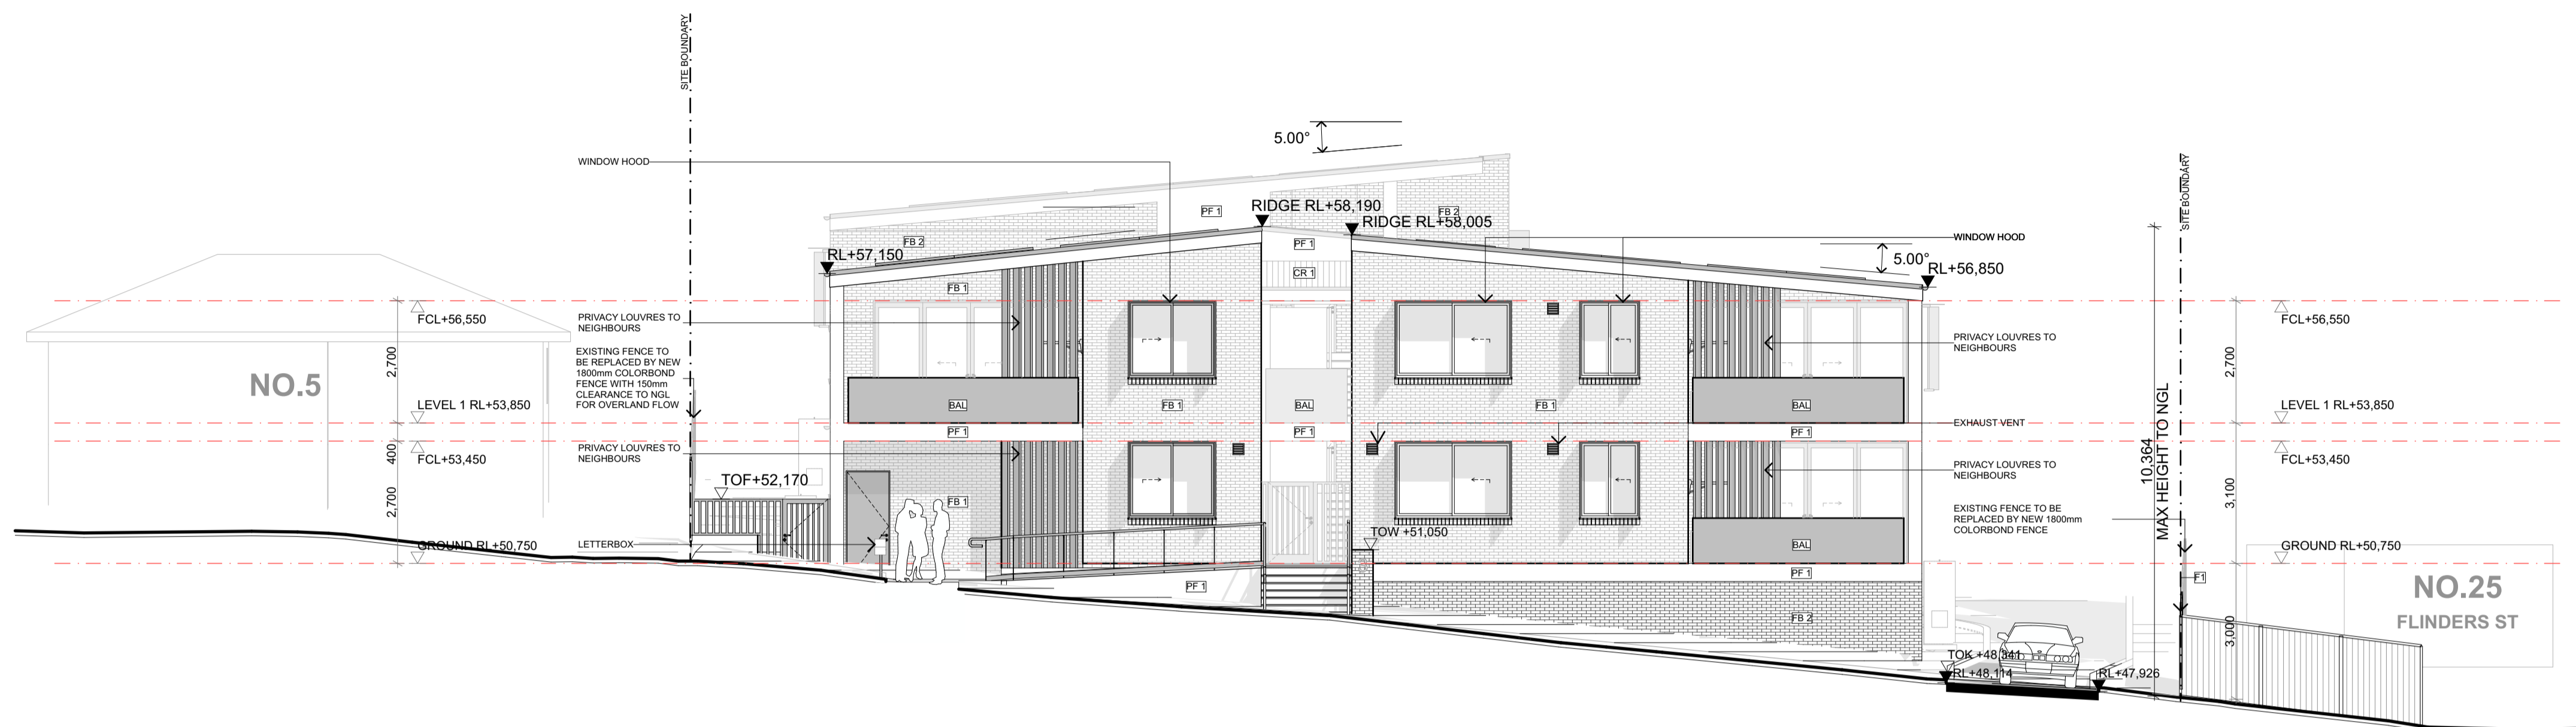 SITE BOUNDARY
SITE BOUNDARY
5.00°
WINDOW HOOD
PF 1
FB 2
RIDGE RL+58,190
RIDGE RL+58,005
FB 2
PF 1
WINDOW HOOD
RL+57,150
5.00°
RL+56,850
CR 1
FB 1
FCL+56,550
FCL+56,550
PRIVACY LOUVRES TO
NEIGHBOURS
PRIVACY LOUVRES TO
NEIGHBOURS
EXISTING FENCE TO
BE REPLACED BY NEW
1800mm COLORBOND
FENCE WITH 150mm
CLEARANCE TO NGL
FOR OVERLAND FLOW
2,700
2,700
NO.5
LEVEL 1 RL+53,850
LEVEL 1 RL+53,850
BAL
FB 1
BAL
FB 1
BAL
EXHAUST VENT
PF 1
PF 1
PF 1
400
FCL+53,450
FCL+53,450
PRIVACY LOUVRES TO
NEIGHBOURS
PRIVACY LOUVRES TO
NEIGHBOURS
10,364
MAX HEIGHT TO NGL
TOF+52,170
2,700
3,100
FB 1
EXISTING FENCE TO BE
REPLACED BY NEW 1800mm
COLORBOND FENCE
TOW +51,050
GROUND RL+50,750
LETTERBOX
BAL
GROUND RL+50,750
PF 1
PF 1
F1
NO.25
FLINDERS ST
FB 2
3,000
TOK +48,341
RL+48,114
RL+47,926